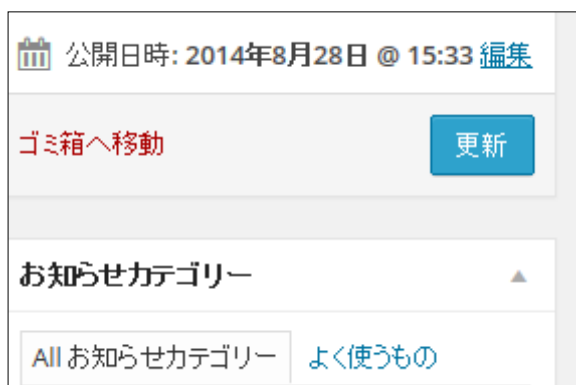 公開日時: 2014年8月28日 @ 15:33 編集
ゴミ箱へ移動 更新
お知らせカテゴリー
All お知らせカテゴリー よく使うもの